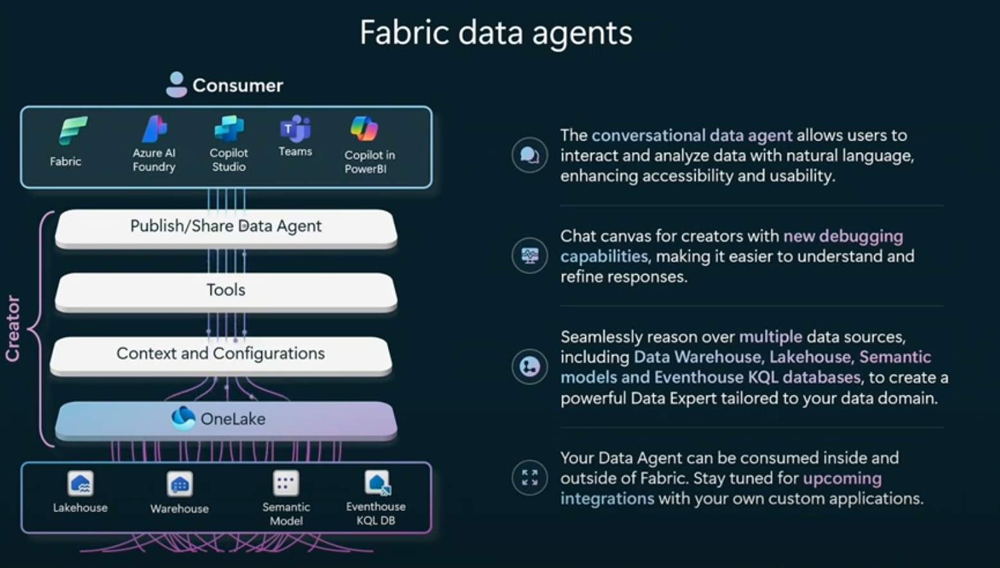 Fabric data agents
Consumer
Fabric
Azure AI
Foundry
Copilot
Studio
Teams
Copilot in
PowerBI
Creator
Publish/Share Data Agent
Tools
Context and Configurations
OneLake
Lakehouse
Warehouse
Semantic
Model
Eventhouse
KQL DB
The conversational data agent allows users to
interact and analyze data with natural language,
enhancing accessibility and usability.
Chat canvas for creators with new debugging
capabilities, making it easier to understand and
refine responses.
Seamlessly reason over multiple data sources,
including Data Warehouse, Lakehouse, Semantic
models and Eventhouse KQL databases, to create a
powerful Data Expert tailored to your data domain.
Your Data Agent can be consumed inside and
outside of Fabric. Stay tuned for upcoming
integrations with your own custom applications.